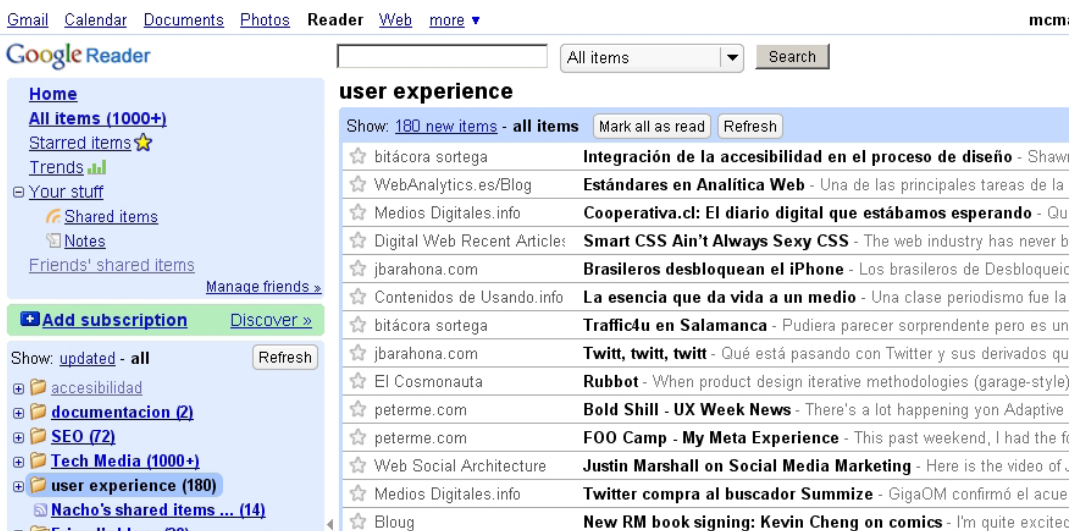 Gmail Calendar Documents Photos Reader Web more ▼
Google Reader
All items Search
Home
All items (1000+)
Starred items
Trends
Your stuff
Shared items
Notes
Friends' shared items
Manage friends »
Add subscription Discover »
Show: updated - all Refresh
accesibilidad
documentacion (2)
SEO (72)
Tech Media (1000+)
user experience (180)
Nacho's shared items ... (14)
user experience
Show: 180 new items - all items Mark all as read Refresh
bitácora sortega Integración de la accesibilidad en el proceso de diseño - Shawn
WebAnalytics.es/Blog Estándares en Analítica Web - Una de las principales tareas de la
Medios Digitales.info Cooperativa.cl: El diario digital que estábamos esperando - Qu
Digital Web Recent Articles Smart CSS Ain't Always Sexy CSS - The web industry has never b
jbarahona.com Brasileros desbloquean el iPhone - Los brasileros de Desbloqueic
Contenidos de Usando.info La esencia que da vida a un medio - Una clase periodismo fue la
bitácora sortega Traffic4u en Salamanca - Pudiera parecer sorprendente pero es un
jbarahona.com Twitt, twitt, twitt - Qué está pasando con Twitter y sus derivados qu
El Cosmonauta Rubbot - When product design iterative methodologies (garage-style)
peterme.com Bold Shill - UX Week News - There's a lot happening yon Adaptive
peterme.com FOO Camp - My Meta Experience - This past weekend, I had the fo
Web Social Architecture Justin Marshall on Social Media Marketing - Here is the video of J
Medios Digitales.info Twitter compra al buscador Summize - GigaOM confirmó el acue
Bloug New RM book signing: Kevin Cheng on comics - I'm quite excited